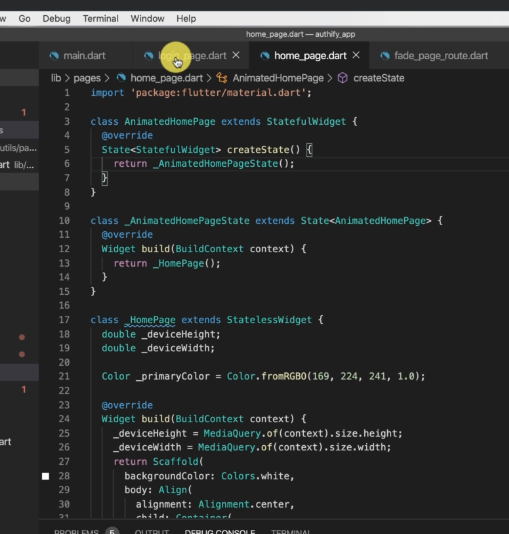 w Go Debug Terminal Window Help
home_page.dart — authify_app
main.dart login_page.dart × home_page.dart × fade_page_route.dart
lib > pages > home_page.dart > AnimatedHomePage > createState
1 import 'package:flutter/material.dart';
2
3 class AnimatedHomePage extends StatefulWidget {
4 @override
5 State<StatefulWidget> createState() {
6 return _AnimatedHomePageState();
7 }
8 }
9
10 class _AnimatedHomePageState extends State<AnimatedHomePage> {
11 @override
12 Widget build(BuildContext context) {
13 return _HomePage();
14 }
15 }
16
17 class _HomePage extends StatelessWidget {
18 double _deviceHeight;
19 double _deviceWidth;
20
21 Color _primaryColor = Color.fromRGBO(169, 224, 241, 1.0);
22
23 @override
24 Widget build(BuildContext context) {
25 _deviceHeight = MediaQuery.of(context).size.height;
26 _deviceWidth = MediaQuery.of(context).size.width;
27 return Scaffold(
28 backgroundColor: Colors.white,
29 body: Align(
30 alignment: Alignment.center,
31 child: Container(
1
s
utils/pa...
art lib/...
1
art
PROBLEMS 5 OUTPUT DEBUG CONSOLE TERMINAL